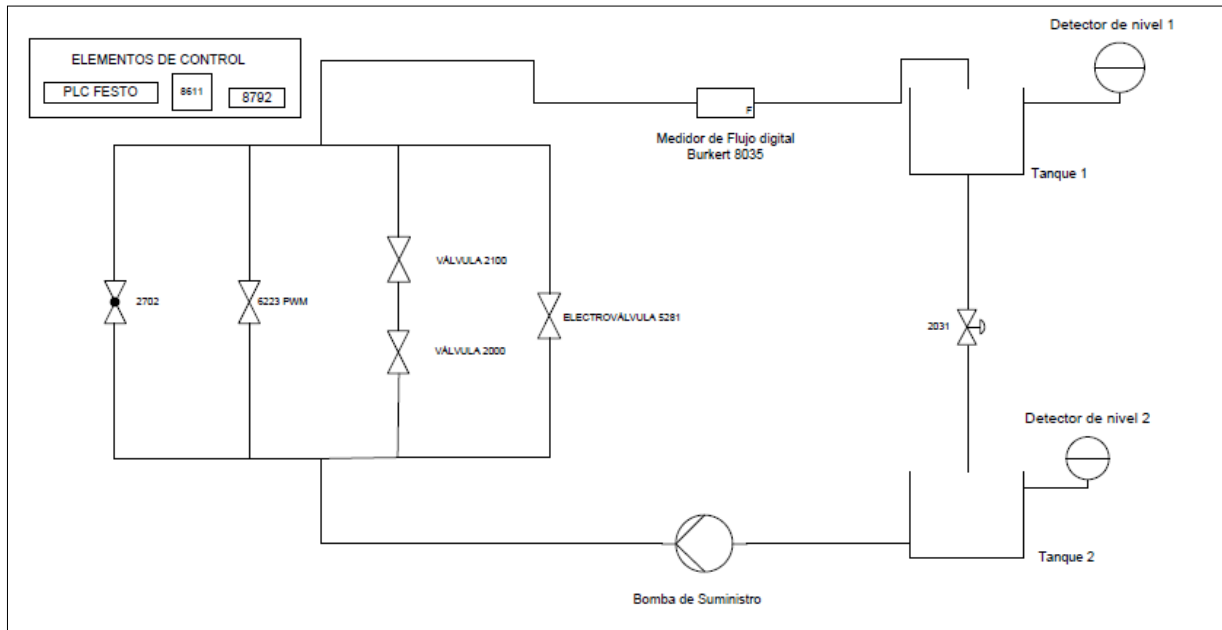 ELEMENTOS DE CONTROL
PLC FESTO
8611
8792
Detector de nivel 1
F
Medidor de Flujo digital
Burkert 8035
Tanque 1
VÁLVULA 2100
2702
6223 PWM
ELECTROVÁLVULA 5281
2031
VÁLVULA 2000
Detector de nivel 2
Tanque 2
Bomba de Suministro